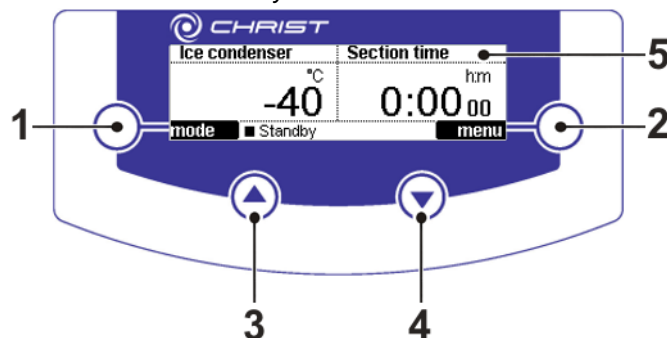 CHRIST
Ice condenser Section time 5
°C h:m
-40 0:00 00
1 2
mode ■ Standby menu
3 4